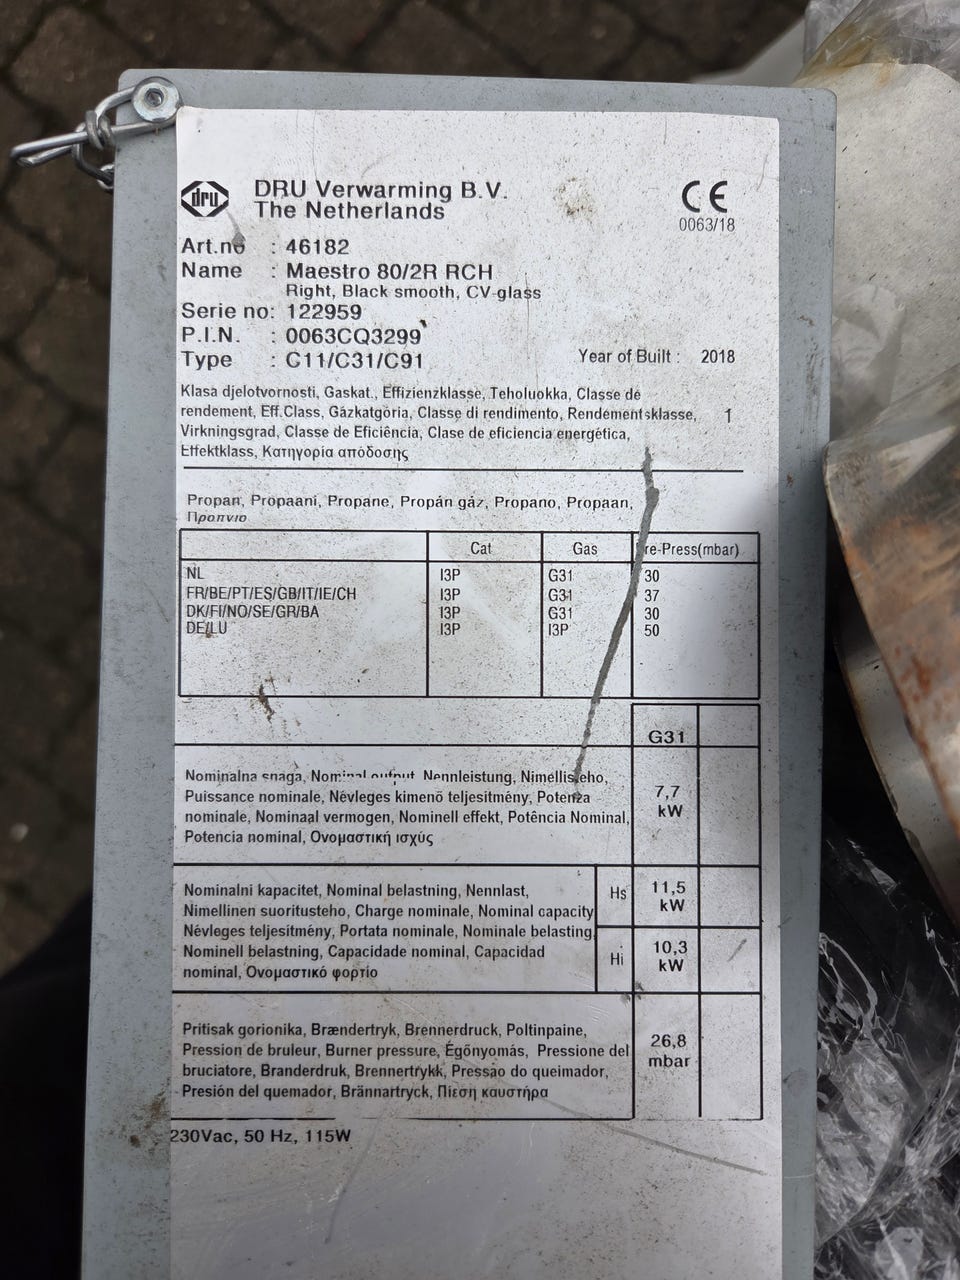 dru
DRU Verwarming B.V.
The Netherlands
CE
0063/18
Art.no : 46182
Name : Maestro 80/2R RCH
Right, Black smooth, CV-glass
Serie no: 122959
P.I.N. : 0063CQ3299
Type : C11/C31/C91
Year of Built : 2018
Klasa djelotvornosti, Gaskat., Effizienzklasse, Teholuokka, Classe de
rendement, Eff.Class, Gázkatgória, Classe di rendimento, Rendementsklasse, 1
Virkningsgrad, Classe de Eficiência, Clase de eficiencia energética,
Effektklass, Κατηγορία απόδοσης
Propan, Propaani, Propane, Propán gáz, Propano, Propaan,
Προπνιο
Cat Gas Pre-Press(mbar)
NL I3P G31 30
FR/BE/PT/ES/GB/IT/IE/CH I3P G31 37
DK/FI/NO/SE/GR/BA I3P G31 30
DE/LU I3P I3P 50
G31
Nominalna snaga, Nominal output, Nennleistung, Nimellisteho,
Puissance nominale, Névleges kimenő teljesítmény, Potenza
nominale, Nominaal vermogen, Nominell effekt, Potência Nominal,
Potencia nominal, Ονομαστική ισχύς
7,7
kW
Nominalni kapacitet, Nominal belastning, Nennlast,
Nimellinen suoritusteho, Charge nominale, Nominal capacity
Névleges teljesítmény, Portata nominale, Nominale belasting,
Nominell belastning, Capacidade nominal, Capacidad
nominal, Ονομαστικό φορτίο
Hs 11,5
kW
Hi 10,3
kW
Pritisak gorionika, Brændertryk, Brennerdruck, Poltinpaine,
Pression de bruleur, Burner pressure, Égőnyomás, Pressione del
bruciatore, Branderdruk, Brennertrykk, Pressão do queimador,
Presión del quemador, Brännartryck, Πίεση καυστήρα
26,8
mbar
230Vac, 50 Hz, 115W